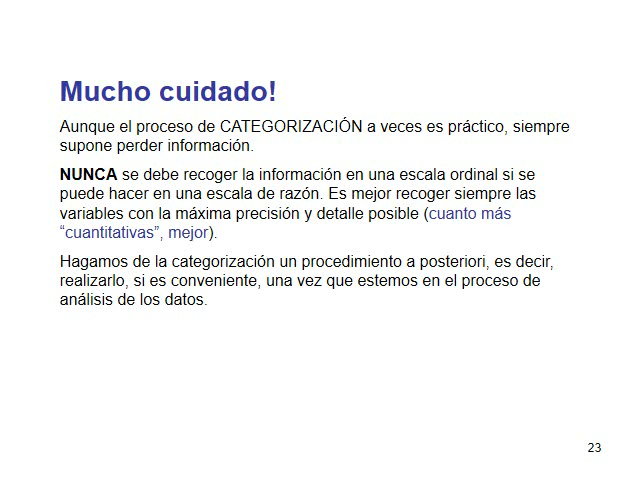 Mucho cuidado!
Aunque el proceso de CATEGORIZACIÓN a veces es práctico, siempre
supone perder información.
NUNCA se debe recoger la información en una escala ordinal si se
puede hacer en una escala de razón. Es mejor recoger siempre las
variables con la máxima precisión y detalle posible (cuanto más
“cuantitativas”, mejor).
Hagamos de la categorización un procedimiento a posteriori, es decir,
realizarlo, si es conveniente, una vez que estemos en el proceso de
análisis de los datos.
23